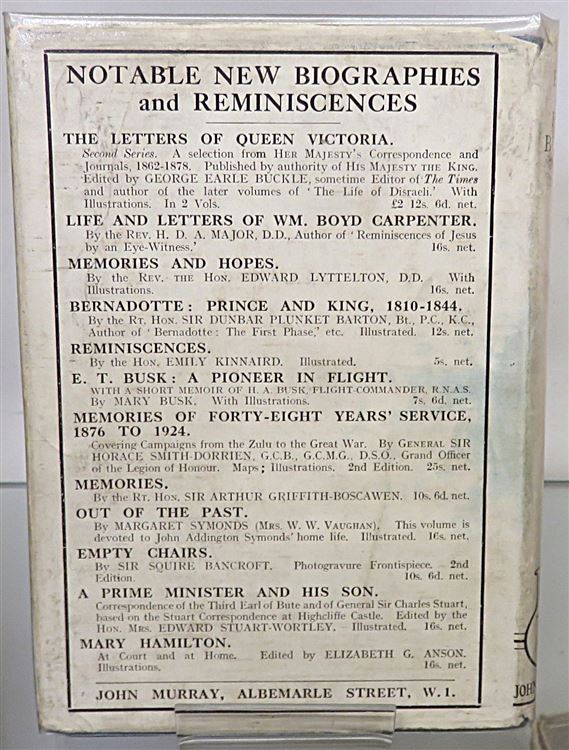 NOTABLE NEW BIOGRAPHIES
and REMINISCENCES
THE LETTERS OF QUEEN VICTORIA.
Second Series. A selection from HER MAJESTY'S Correspondence and
Journals, 1862-1878. Published by authority of HIS MAJESTY THE KING.
Edited by GEORGE EARLE BUCKLE, sometime Editor of The Times
and author of the later volumes of 'The Life of Disraeli.' With
Illustrations. In 2 Vols. £2 12s. 6d. net.
LIFE AND LETTERS OF WM. BOYD CARPENTER.
By the REV. H. D. A. MAJOR, D.D., Author of 'Reminiscences of Jesus
by an Eye-Witness.' 16s. net.
MEMORIES AND HOPES.
By the REV. THE HON. EDWARD LYTTELTON, D.D. With
Illustrations. 16s. net.
BERNADOTTE: PRINCE AND KING, 1810-1844.
By the RT. HON. SIR DUNBAR PLUNKET BARTON, Bt., P.C., K.C.,
Author of 'Bernadotte: The First Phase,' etc. Illustrated. 12s. net.
REMINISCENCES.
By the HON. EMILY KINNAIRD. Illustrated. 5s. net.
E. T. BUSK: A PIONEER IN FLIGHT.
WITH A SHORT MEMOIR OF H. A. BUSK, FLIGHT-COMMANDER, R.N.A.S.
By MARY BUSK. With Illustrations. 7s. 6d. net.
MEMORIES OF FORTY-EIGHT YEARS' SERVICE,
1876 TO 1924.
Covering Campaigns from the Zulu to the Great War. By GENERAL SIR
HORACE SMITH-DORRIEN, G.C.B., G.C.M.G., D.S.O., Grand Officer
of the Legion of Honour. Maps; Illustrations. 2nd Edition. 25s. net.
MEMORIES.
By the RT. HON. SIR ARTHUR GRIFFITH-BOSCAWEN. 10s. 6d. net.
OUT OF THE PAST.
By MARGARET SYMONDS (MRS. W. W. VAUGHAN). This volume is
devoted to John Addington Symonds' home life. Illustrated. 16s. net.
EMPTY CHAIRS.
By SIR SQUIRE BANCROFT. Photogravure Frontispiece. 2nd
Edition. 10s. 6d. net.
A PRIME MINISTER AND HIS SON.
Correspondence of the Third Earl of Bute and of General Sir Charles Stuart,
based on the Stuart Correspondence at Highcliffe Castle. Edited by the
HON. MRS. EDWARD STUART-WORTLEY. Illustrated. 16s. net.
MARY HAMILTON.
At Court and at Home. Edited by ELIZABETH G. ANSON.
Illustrations. 16s. net.
JOHN MURRAY, ALBEMARLE STREET, W. 1.
B
JOHN